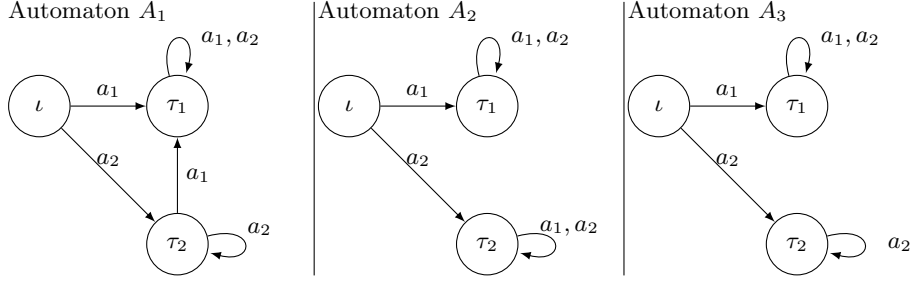 Automaton A₁
a₁, a₂
ι
a₁
τ₁
a₂
a₁
τ₂
a₂
Automaton A₂
a₁, a₂
ι
a₁
τ₁
a₂
τ₂
a₁, a₂
Automaton A₃
a₁, a₂
ι
a₁
τ₁
a₂
τ₂
a₂